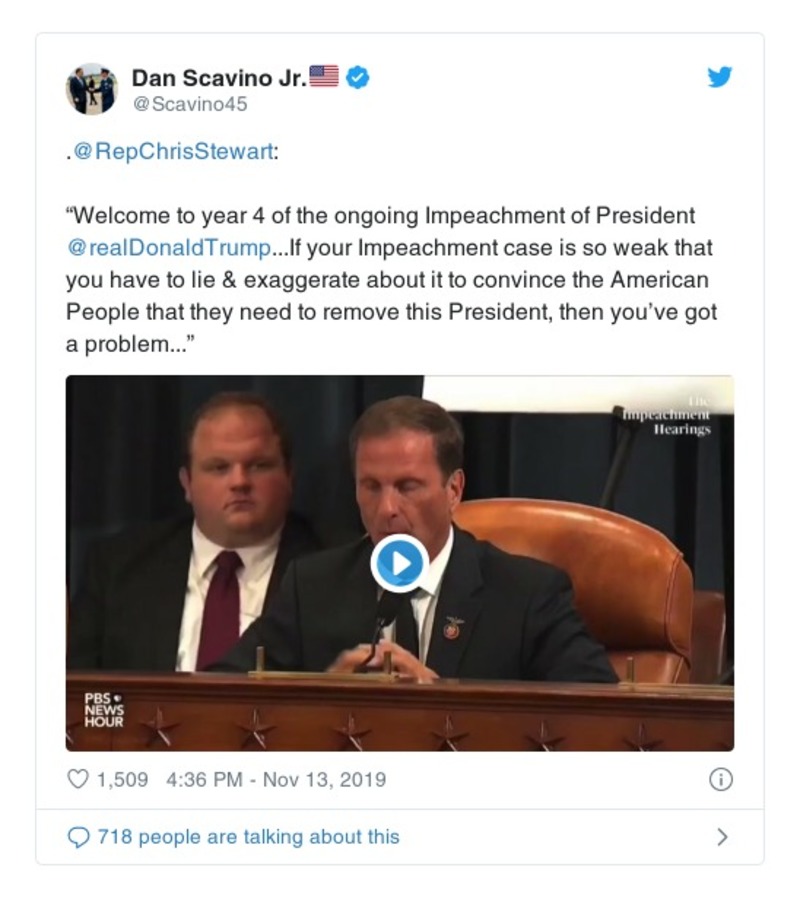 Dan Scavino Jr.
@Scavino45
.@RepChrisStewart:
“Welcome to year 4 of the ongoing Impeachment of President
@realDonaldTrump...If your Impeachment case is so weak that
you have to lie & exaggerate about it to convince the American
People that they need to remove this President, then you’ve got
a problem...”
The
Impeachment
Hearings
PBS
NEWS
HOUR
1,509 4:36 PM - Nov 13, 2019
718 people are talking about this